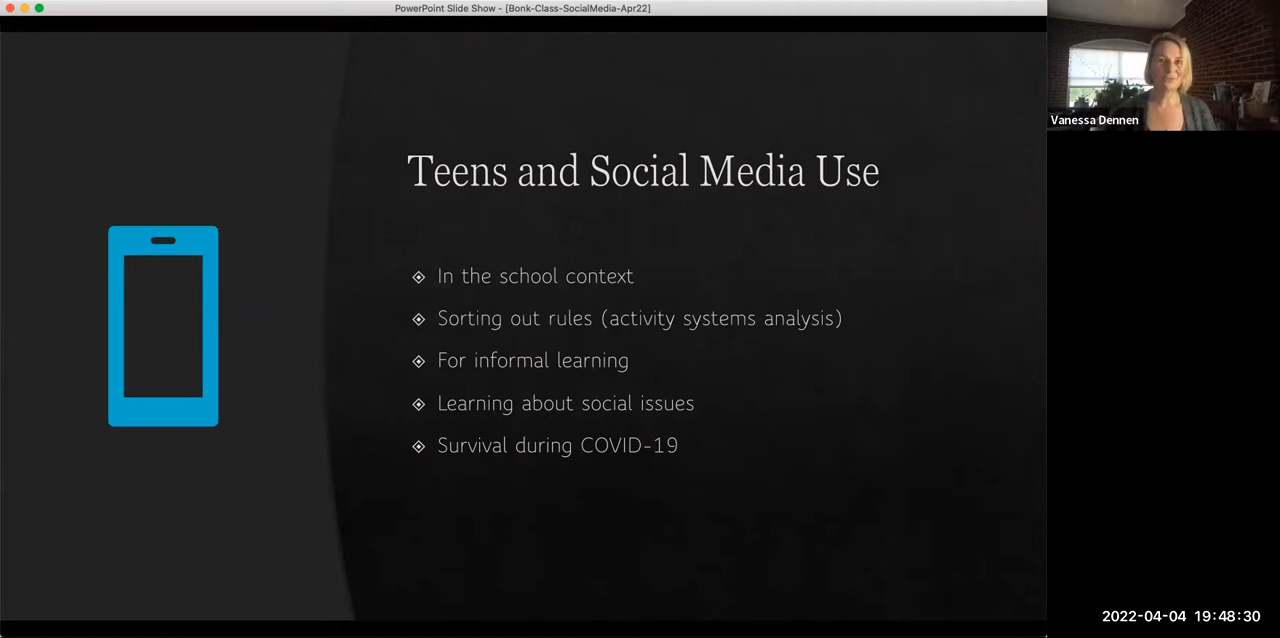 PowerPoint Slide Show - [Bonk-Class-SocialMedia-Apr22]
Vanessa Dennen
Teens and Social Media Use
In the school context
Sorting out rules (activity systems analysis)
For informal learning
Learning about social issues
Survival during COVID-19
2022-04-04 19:48:30